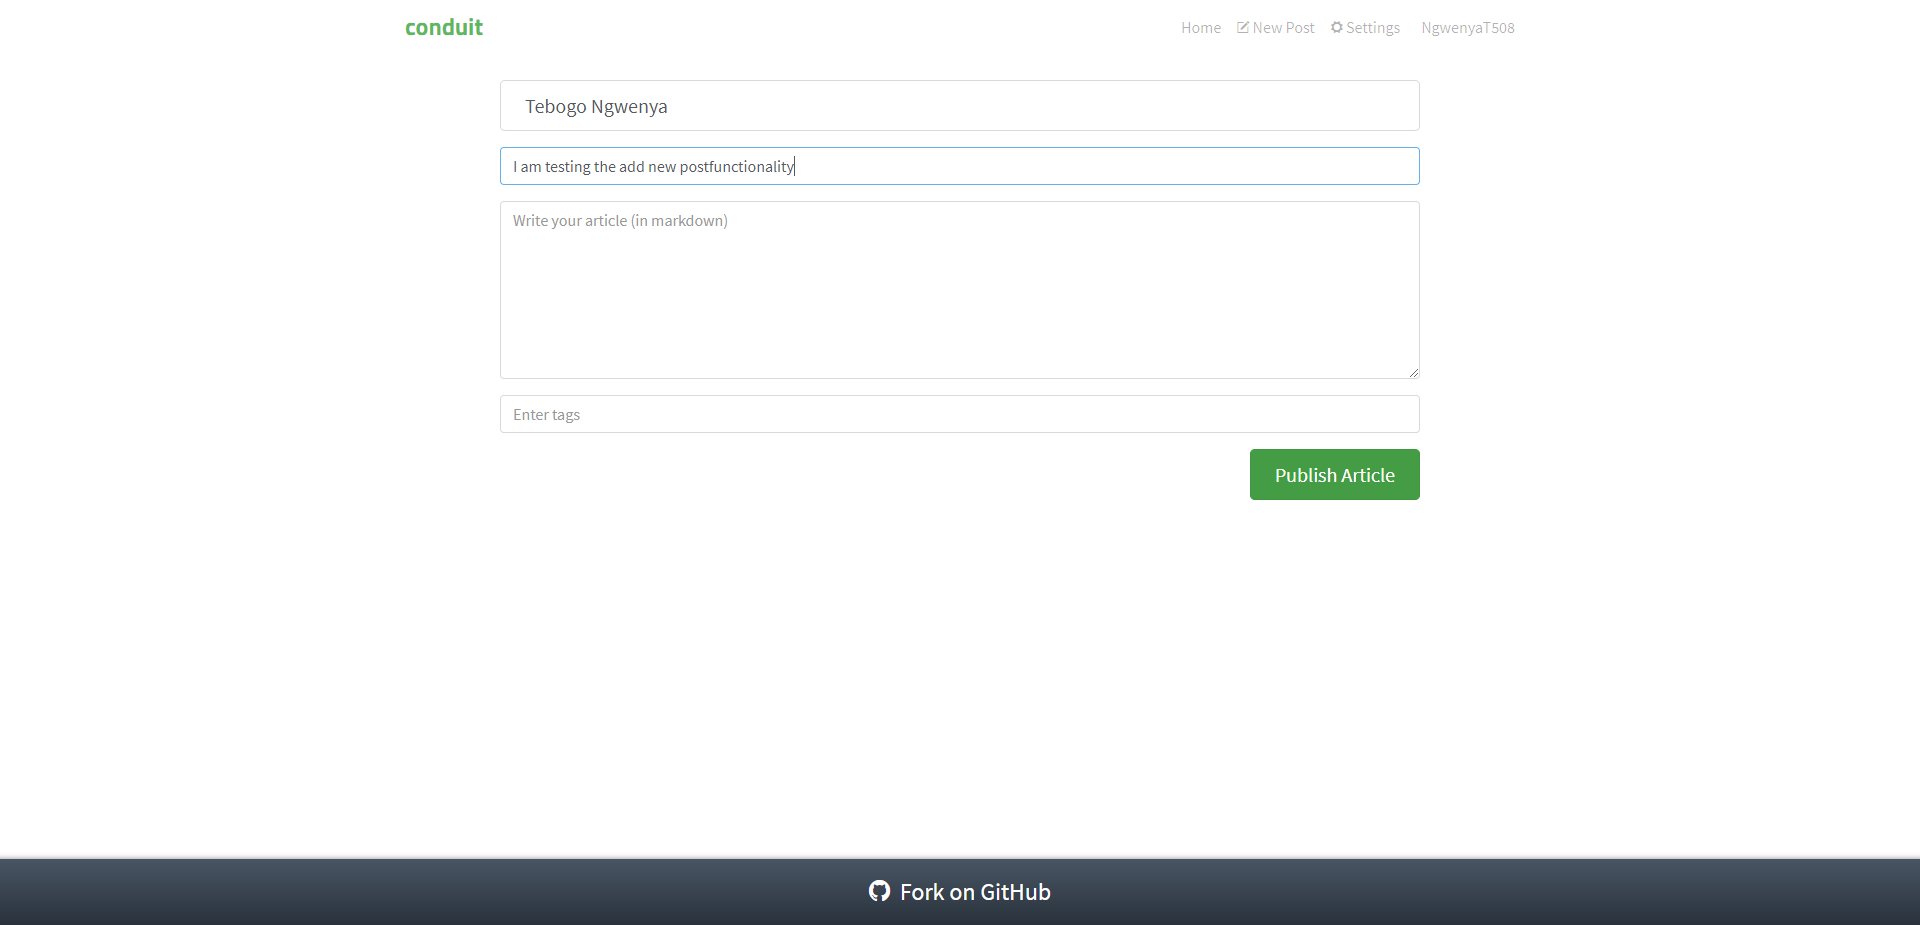 conduit
Home New Post Settings NgwenyaT508
Tebogo Ngwenya
I am testing the add new postfunctionality
Write your article (in markdown)
Enter tags
Publish Article
Fork on GitHub